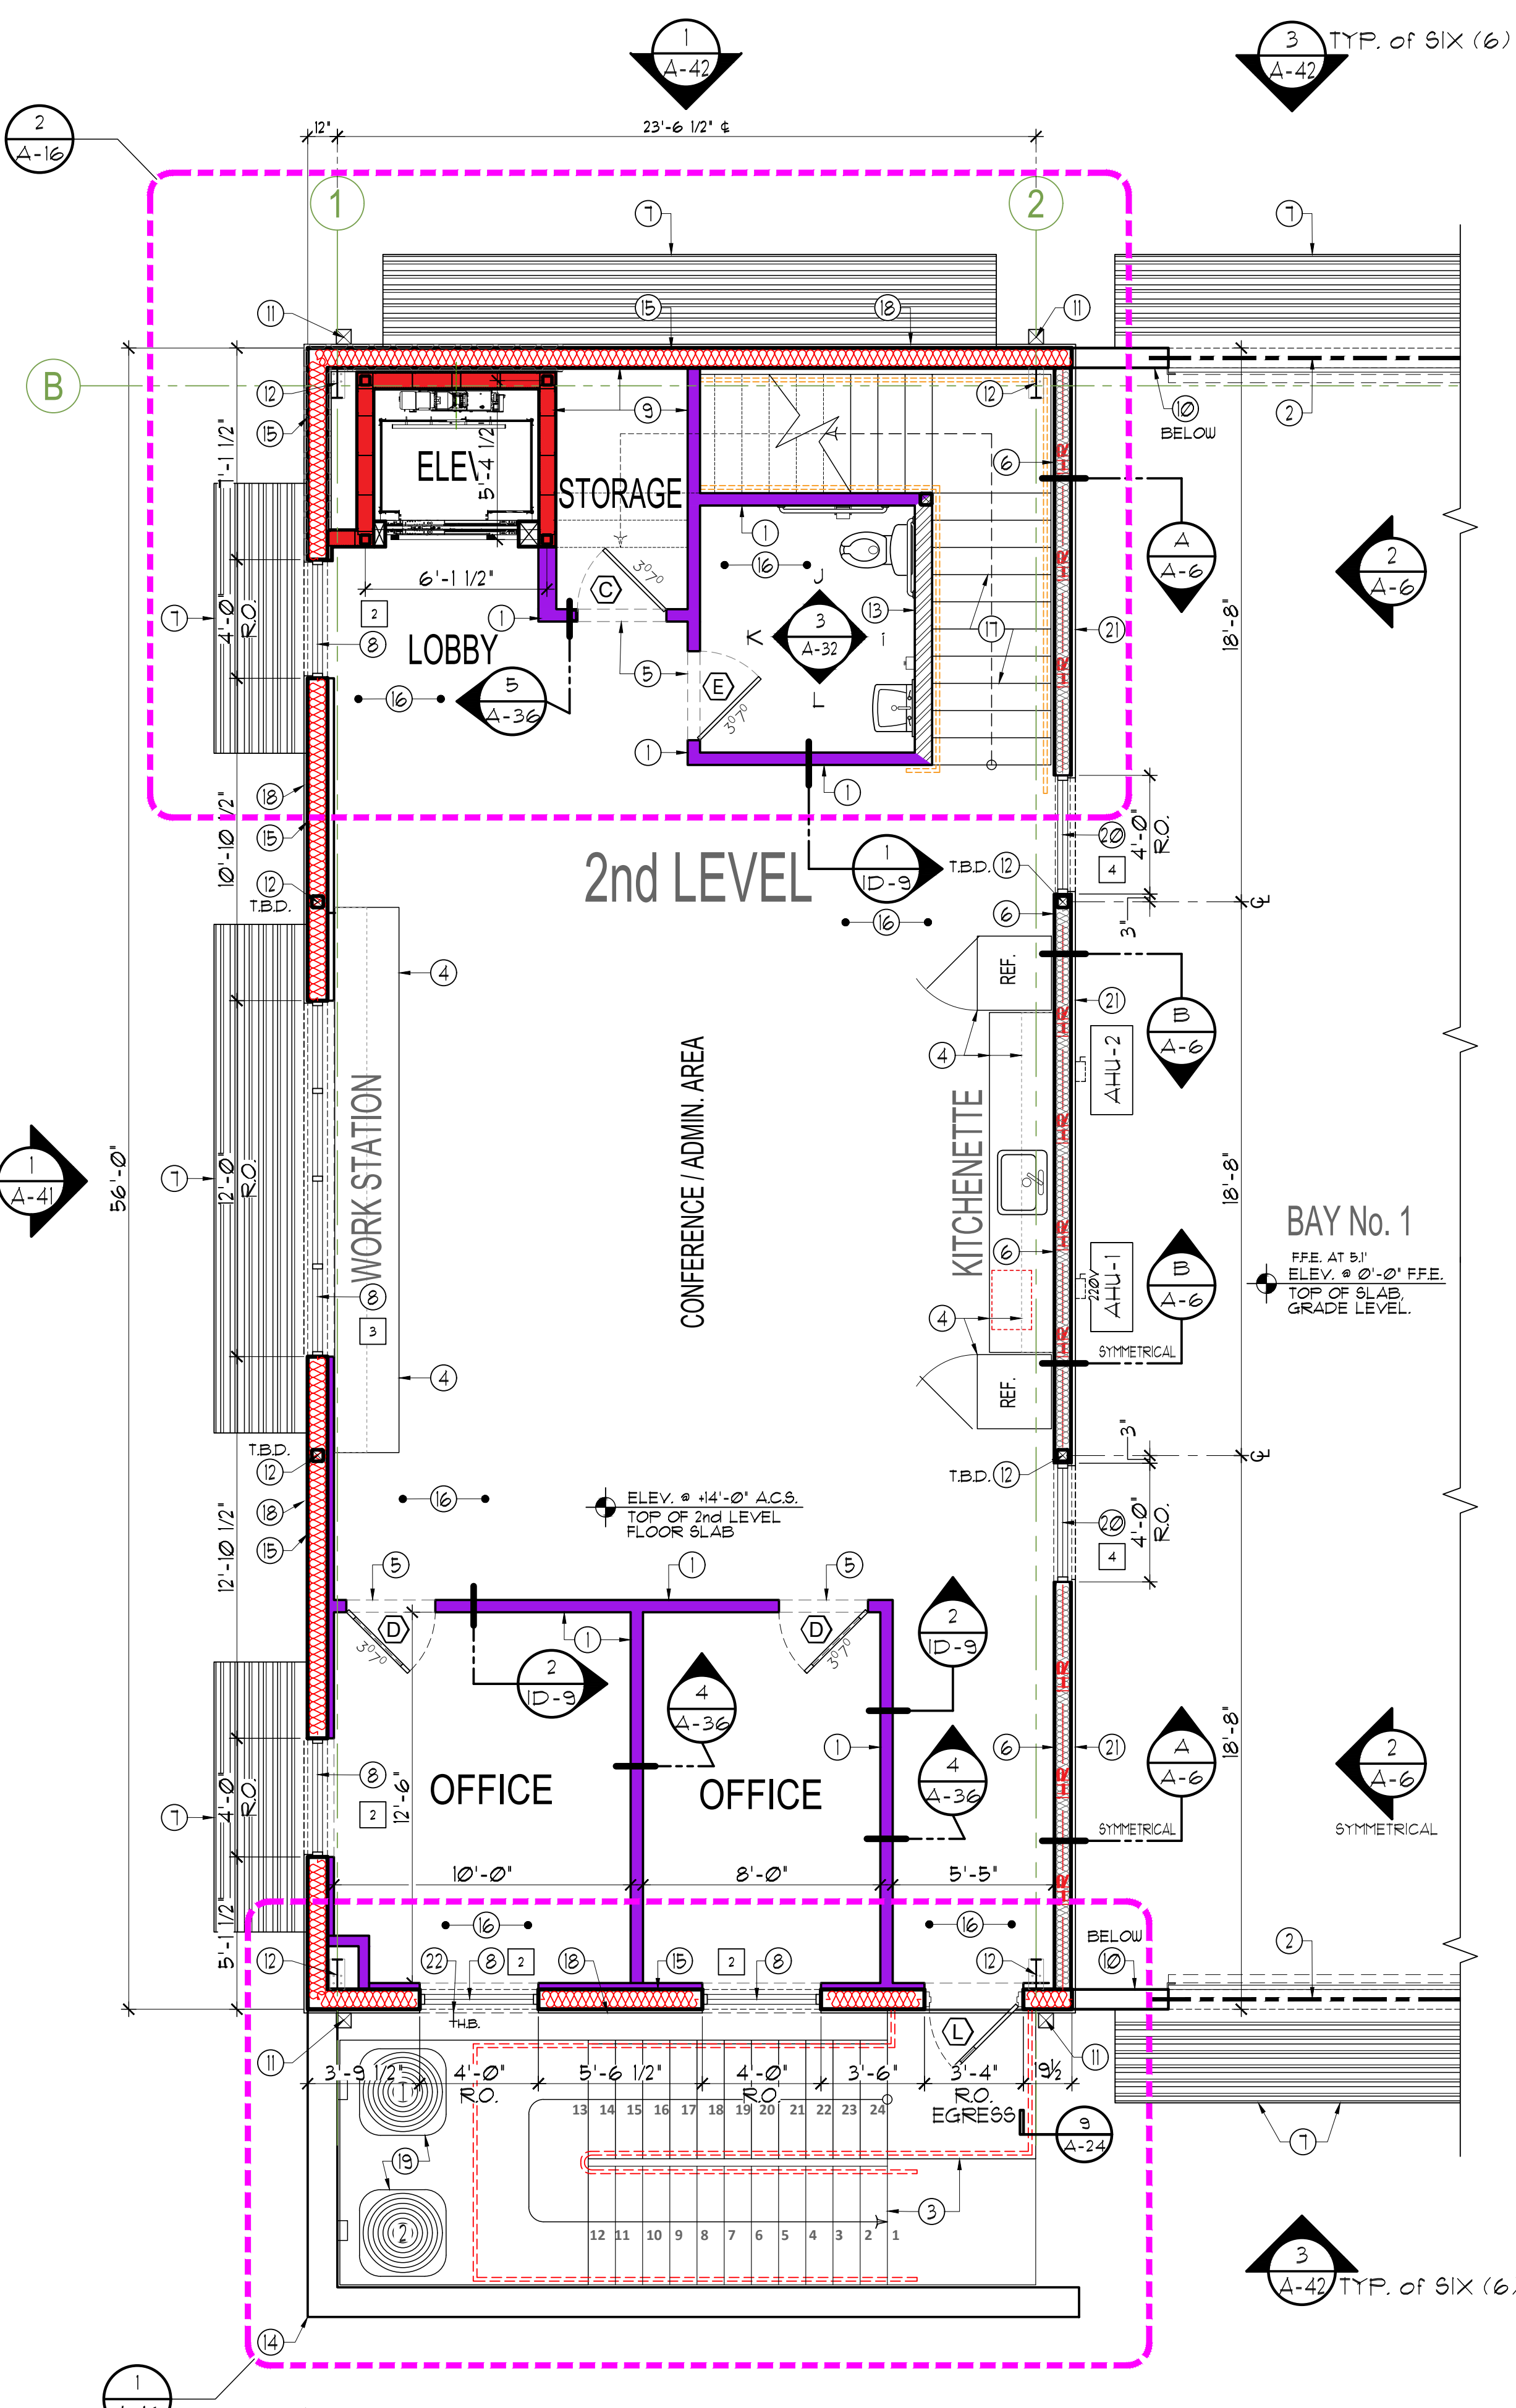 1
A-42
3
A-42
TYP. of SIX (6)
2
A-16
12"
23'-6 1/2" ℄
1
2
7
7
11
15
18
11
B
12
15
9
12
10
BELOW
2
ELEV
5'-4 1/2"
STORAGE
6
1
16
A
A-6
2
A-6
6'-1 1/2"
3⁰7⁰
C
J
13
7
4'-0"
R.O.
2
8
1
K
3
A-32
i
17
21
18'-8"
LOBBY
5
E
3⁰7⁰
L
16
5
A-36
1
1
18
15
10'-10 1/2"
12
T.B.D.
2nd LEVEL
1
ID-9
20
4
4'-0"
R.O.
T.B.D. 12
16
6
3"
℄
4
REF.
21
B
A-6
4
AHU-2
WORK STATION
CONFERENCE / ADMIN. AREA
KITCHENETTE
1
A-41
56'-0"
7
12'-0"
R.O.
18'-8"
BAY No. 1
F.F.E. AT 5.1'
ELEV. @ 0'-0" F.F.E.
TOP OF SLAB,
GRADE LEVEL.
6
220V
AHU-1
B
A-6
8
3
4
SYMMETRICAL
4
REF.
3"
℄
T.B.D.
12
T.B.D. 12
18
16
ELEV. @ +14'-0" A.C.S.
TOP OF 2nd LEVEL
FLOOR SLAB
20
4
4'-0"
R.O.
15
12'-10 1/2"
5
1
5
D
3⁰7⁰
1
D
3⁰7⁰
2
ID-9
2
ID-9
4
A-36
1
6
21
A
A-6
18'-8"
2
A-6
8
4
A-36
7
4'-0"
R.O.
2
12'-6"
OFFICE
OFFICE
SYMMETRICAL
SYMMETRICAL
10'-0"
8'-0"
5'-5"
5'-1 1/2"
16
16
BELOW
10
2
12
22
8
2
18
15
2
8
12
H.B.
L
11
11
3'-9 1/2"
4'-0"
R.O.
5'-6 1/2"
4'-0"
R.O.
3'-6"
3'-4"
R.O.
19½
1
13 14 15 16 17 18 19 20 21 22 23 24
EGRESS
9
A-24
7
19
2
3
12 11 10 9 8 7 6 5 4 3 2 1
3
A-42
TYP. of SIX (6)
14
1